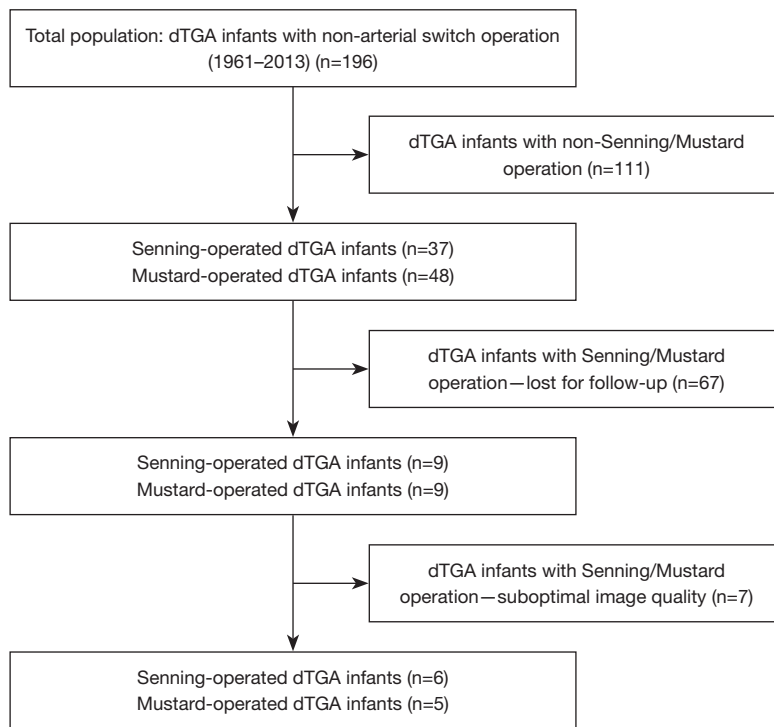 Total population: dTGA infants with non-arterial switch operation
(1961–2013) (n=196)
dTGA infants with non-Senning/Mustard
operation (n=111)
Senning-operated dTGA infants (n=37)
Mustard-operated dTGA infants (n=48)
dTGA infants with Senning/Mustard
operation—lost for follow-up (n=67)
Senning-operated dTGA infants (n=9)
Mustard-operated dTGA infants (n=9)
dTGA infants with Senning/Mustard
operation—suboptimal image quality (n=7)
Senning-operated dTGA infants (n=6)
Mustard-operated dTGA infants (n=5)